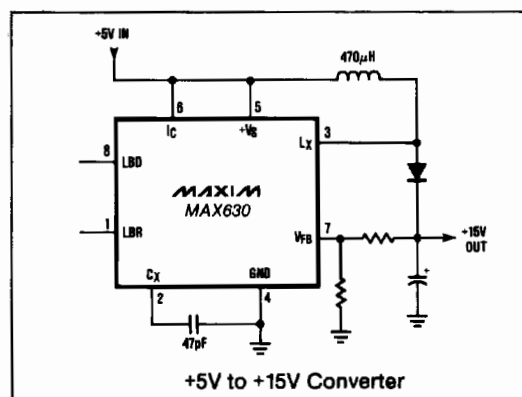 +5V IN
470μH
6
5
IC
+VS
LX
3
8
LBD
MAXIM
MAX630
1
LBR
VFB
7
+15V
OUT
CX
GND
2
4
47pF
+
+5V to +15V Converter